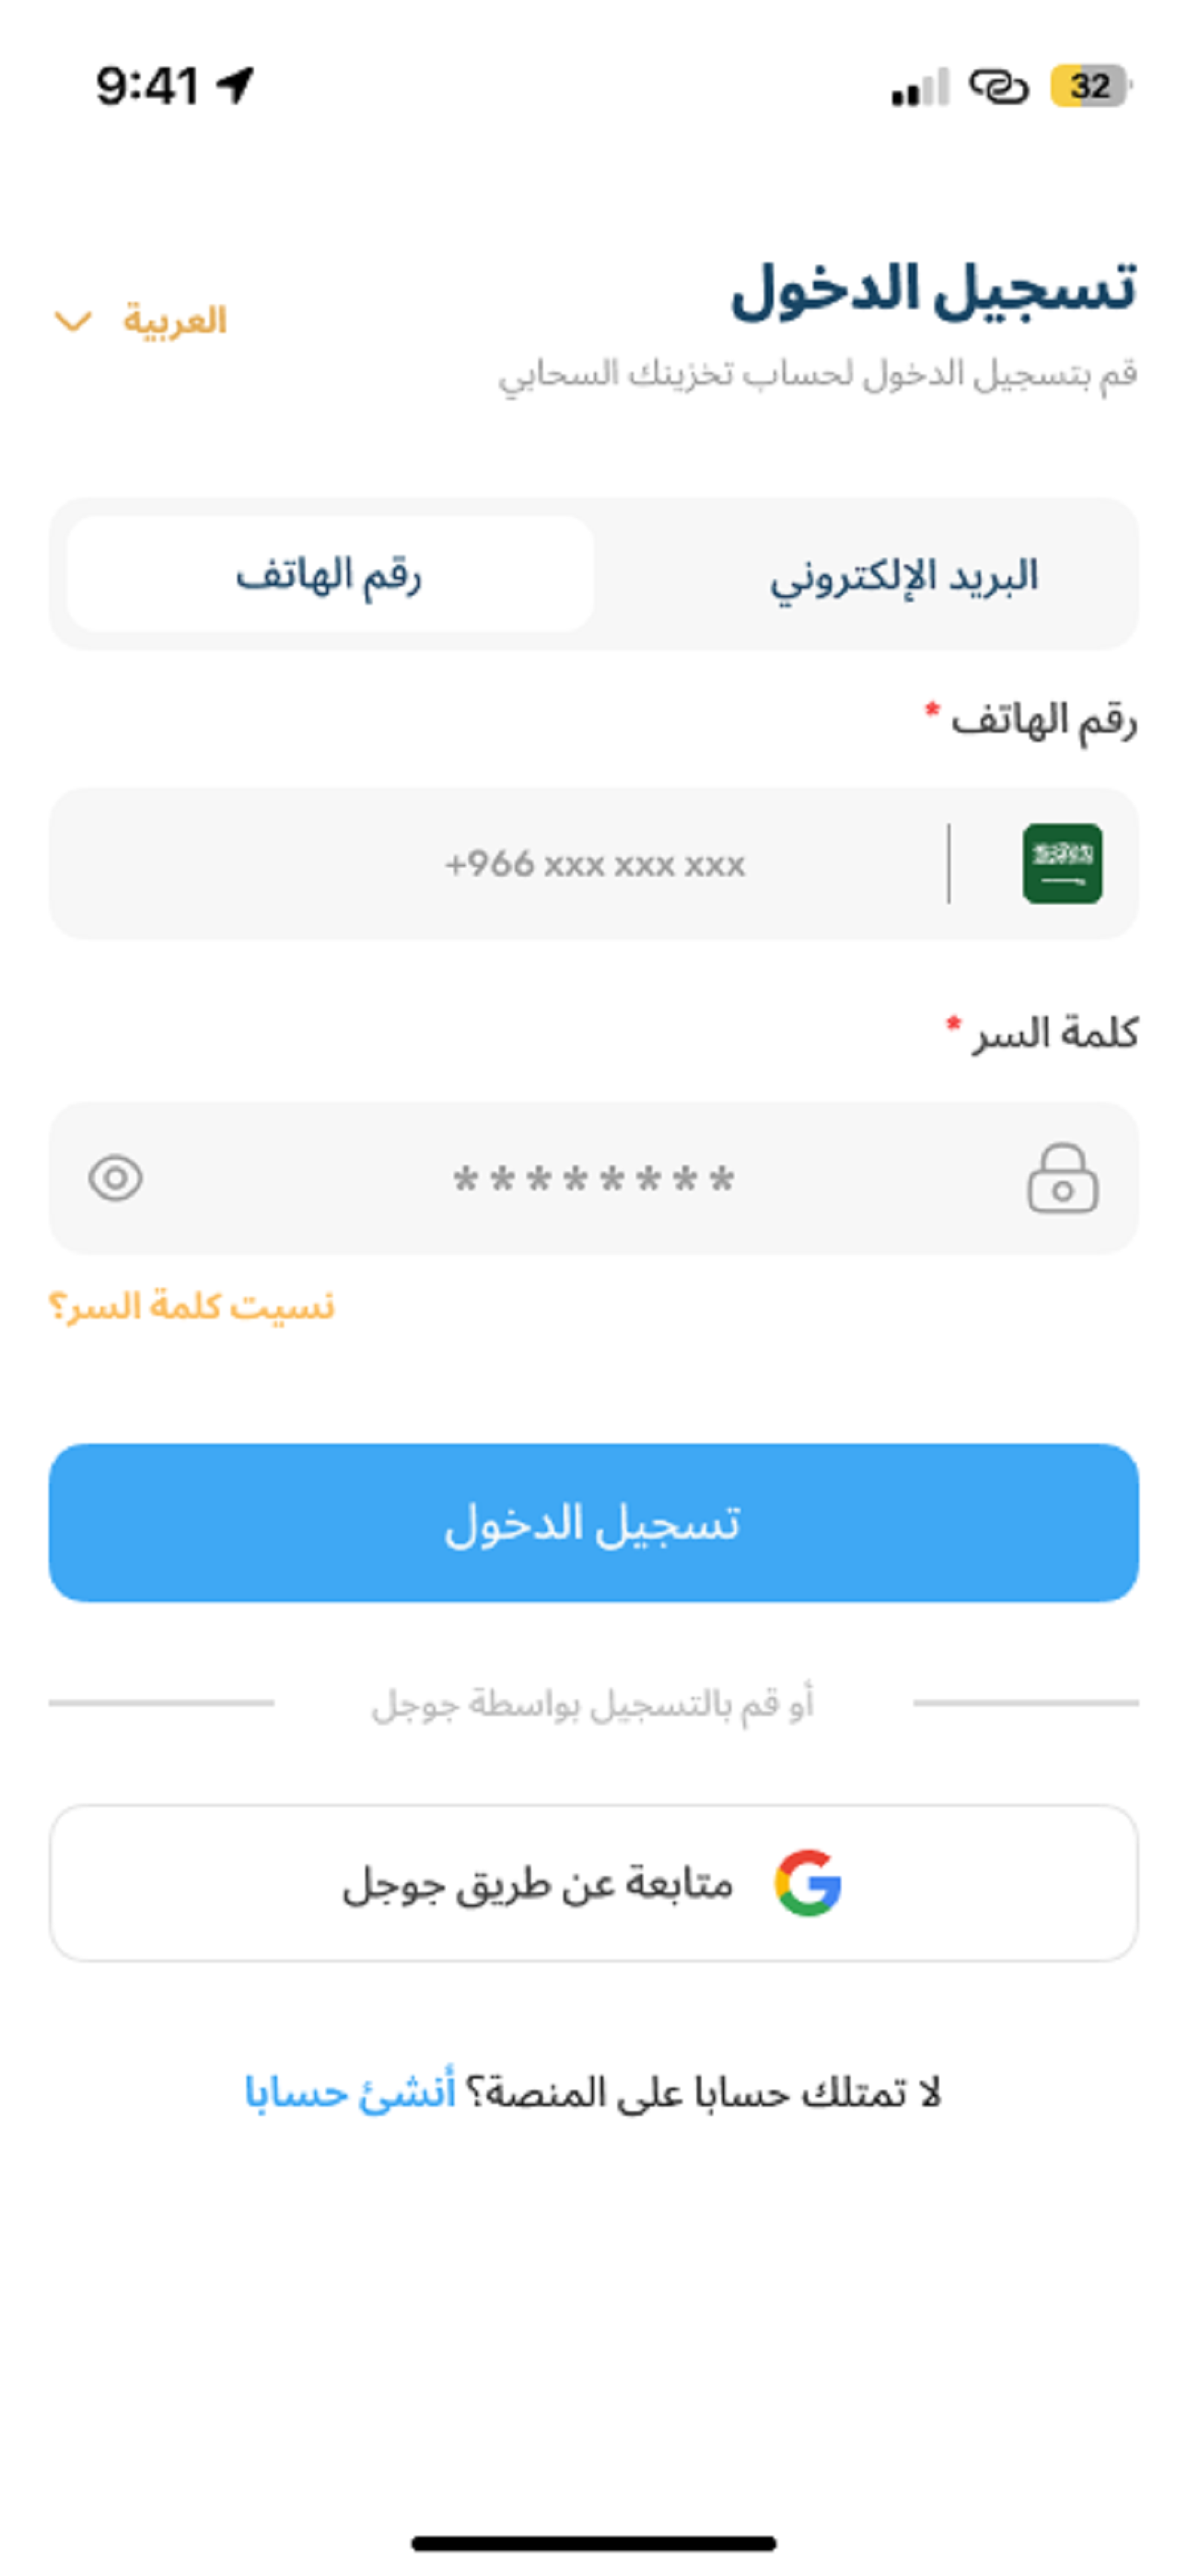 9:41
32
تسجيل الدخول
العربية
قم بتسجيل الدخول لحساب تخزينك السحابي
البريد الإلكتروني
رقم الهاتف
رقم الهاتف *
+966 xxx xxx xxx
كلمة السر *
********
نسيت كلمة السر؟
تسجيل الدخول
أو قم بالتسجيل بواسطة جوجل
متابعة عن طريق جوجل
لا تمتلك حسابا على المنصة؟ أنشئ حسابا